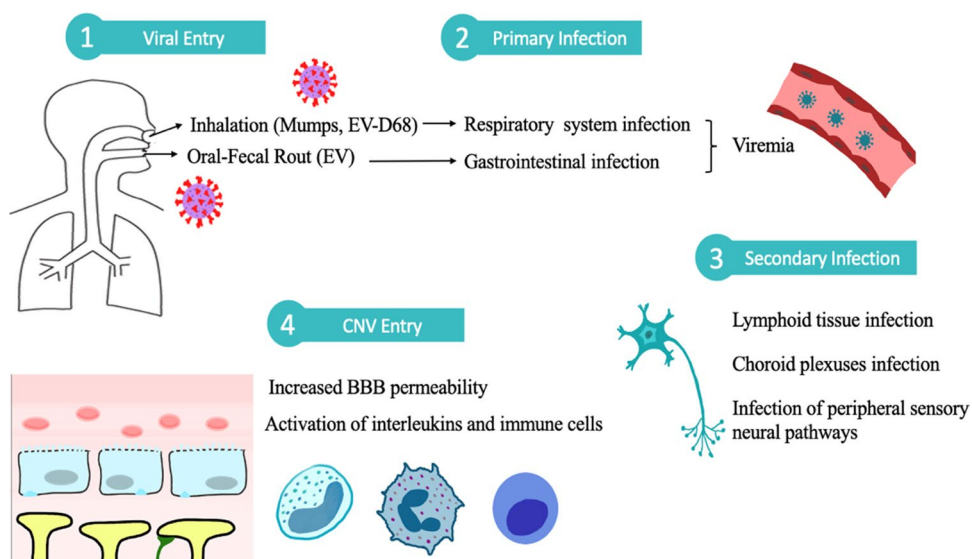 1 Viral Entry
2 Primary Infection
Inhalation (Mumps, EV-D68)
Respiratory system infection
Oral-Fecal Rout (EV)
Gastrointestinal infection
Viremia
3 Secondary Infection
Lymphoid tissue infection
Choroid plexuses infection
Infection of peripheral sensory
neural pathways
4 CNV Entry
Increased BBB permeability
Activation of interleukins and immune cells